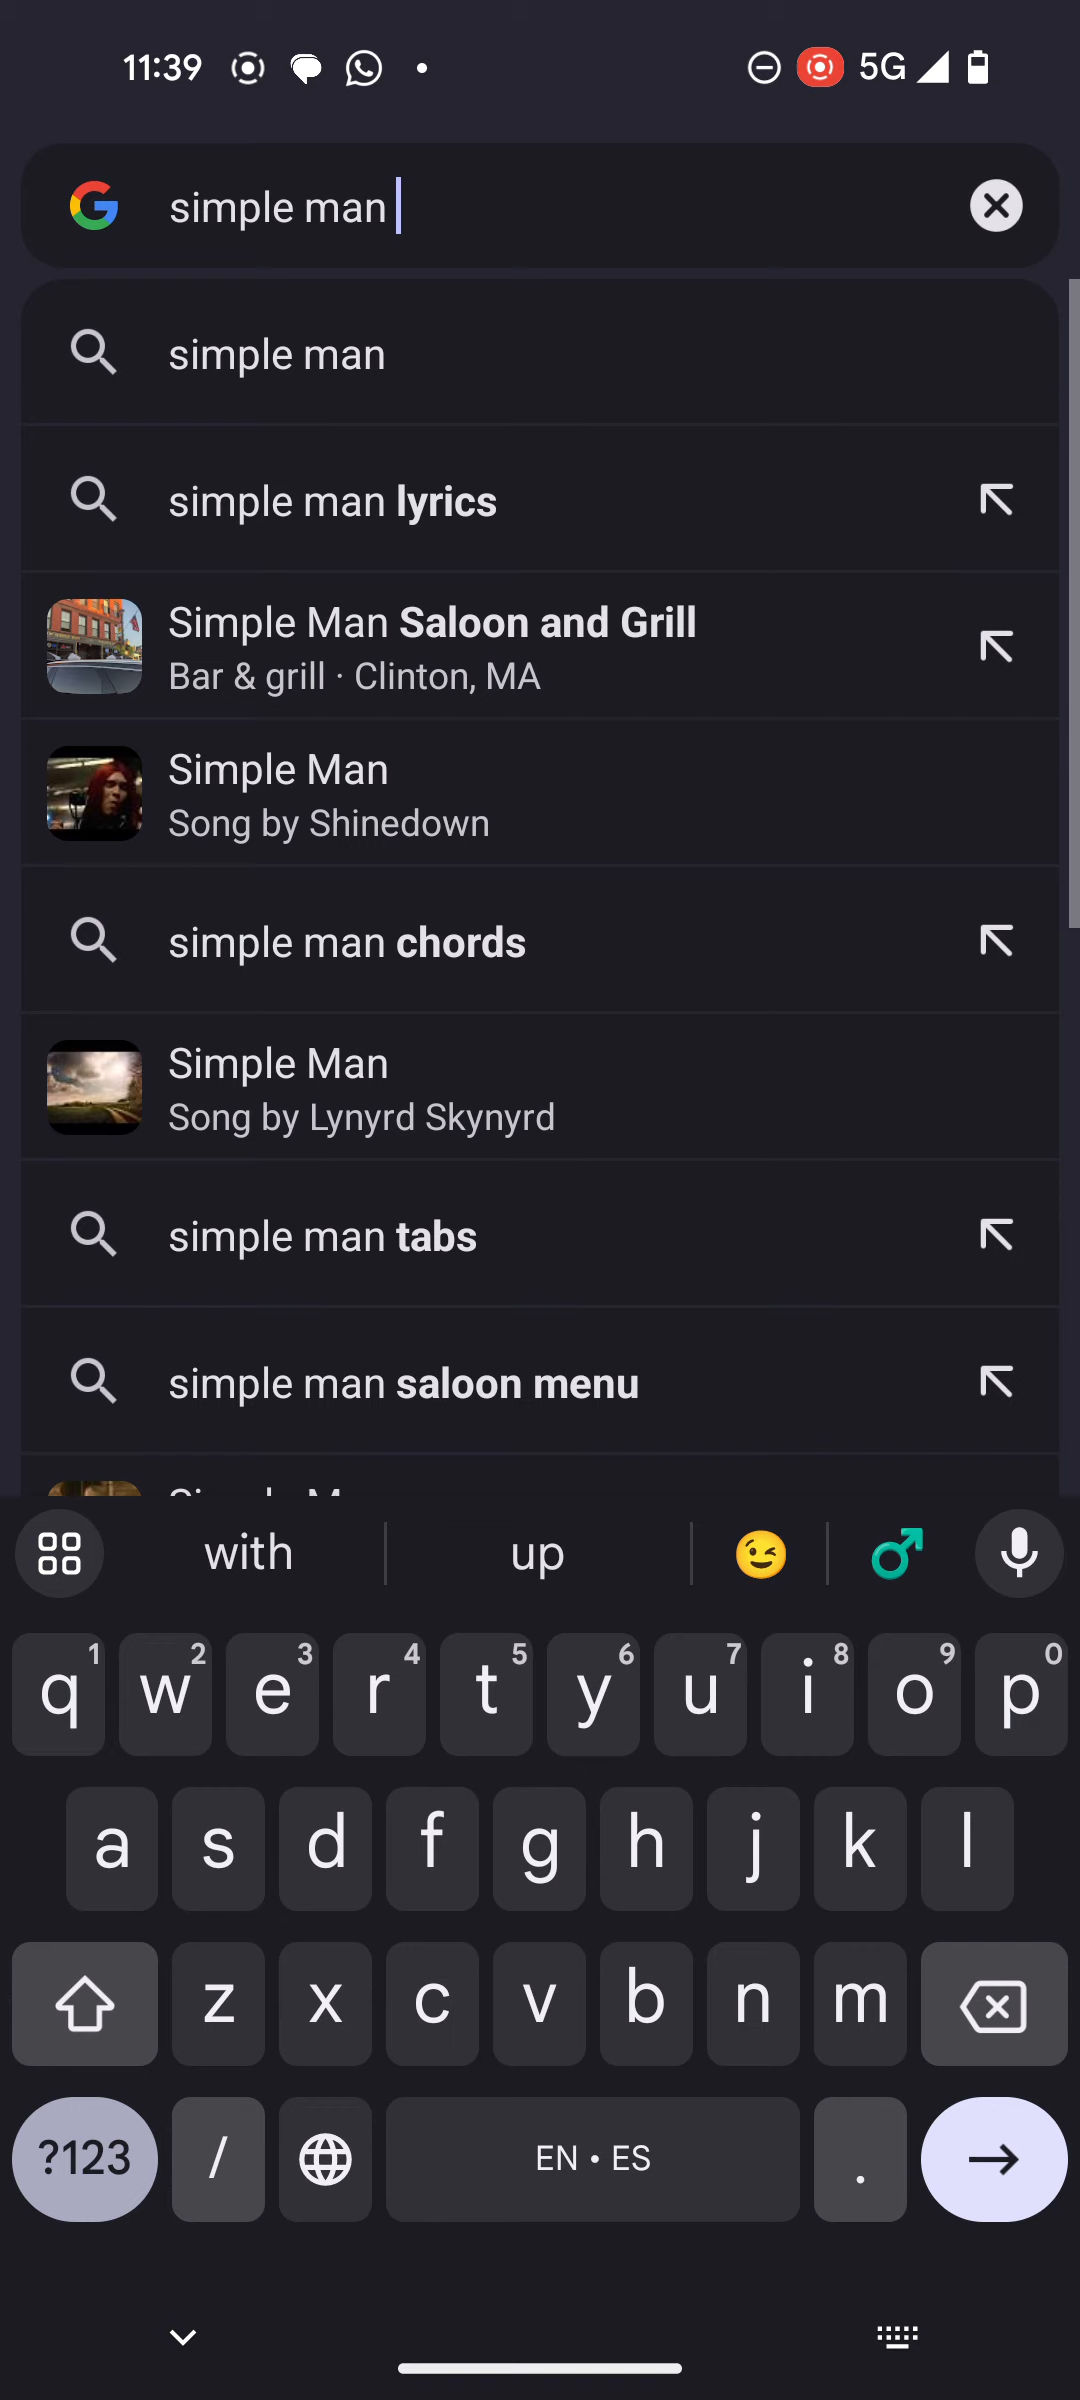 11:39 5G
simple man
simple man
simple man lyrics
Simple Man Saloon and Grill
Bar & grill · Clinton, MA
Simple Man
Song by Shinedown
simple man chords
Simple Man
Song by Lynyrd Skynyrd
simple man tabs
simple man saloon menu
with up
q1 w2 e3 r4 t5 y6 u7 i8 o9 p0
a s d f g h j k l
z x c v b n m
?123 / EN • ES .